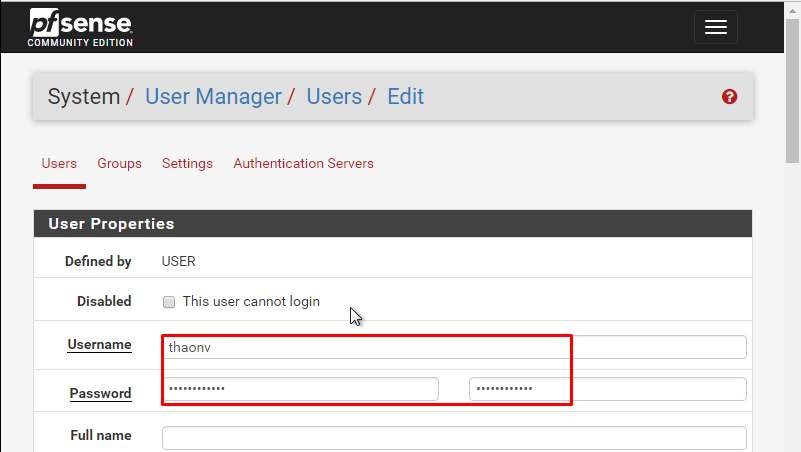 pfsense
COMMUNITY EDITION
System / User Manager / Users / Edit
Users Groups Settings Authentication Servers
User Properties
Defined by USER
Disabled This user cannot login
Username thaonv
Password •••••••••••• ••••••••••••
Full name